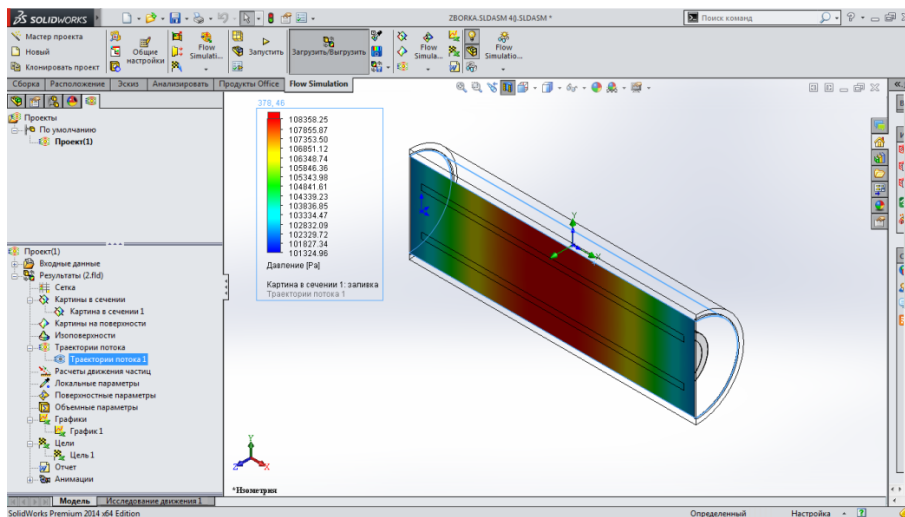 SOLIDWORKS
ZBORKA.SLDASM *
Поиск команд
Мастер проекта
Новый
Клонировать проект
Общие настройки
Flow Simulati...
Запустить
Загрузить/Выгрузить
Flow Simula...
Flow Simulatio...
Сборка
Расположение
Эскиз
Анализировать
Продукты Office
Flow Simulation
Проекты
По умолчанию
Проект(1)
378, 46
108358.25
107855.87
107353.50
106851.12
106348.74
105846.36
105343.98
104841.61
104339.23
103836.85
103334.47
102832.09
102329.72
101827.34
101324.96
Давление [Pa]
Картина в сечении 1: заливка
Траектории потока 1
Y
X
Проект(1)
Входные данные
Результаты (2.fld)
Сетка
Картины в сечении
Картина в сечении 1
Картины на поверхности
Изоповерхности
Траектории потока
Траектории потока 1
Расчеты движения частиц
Локальные параметры
Поверхностные параметры
Объемные параметры
Графики
График 1
Цели
Цель 1
Отчет
Анимации
Y
Z
X
*Изометрия
Модель
Исследование движения 1
SolidWorks Premium 2014 x64 Edition
Определенный
Настройка